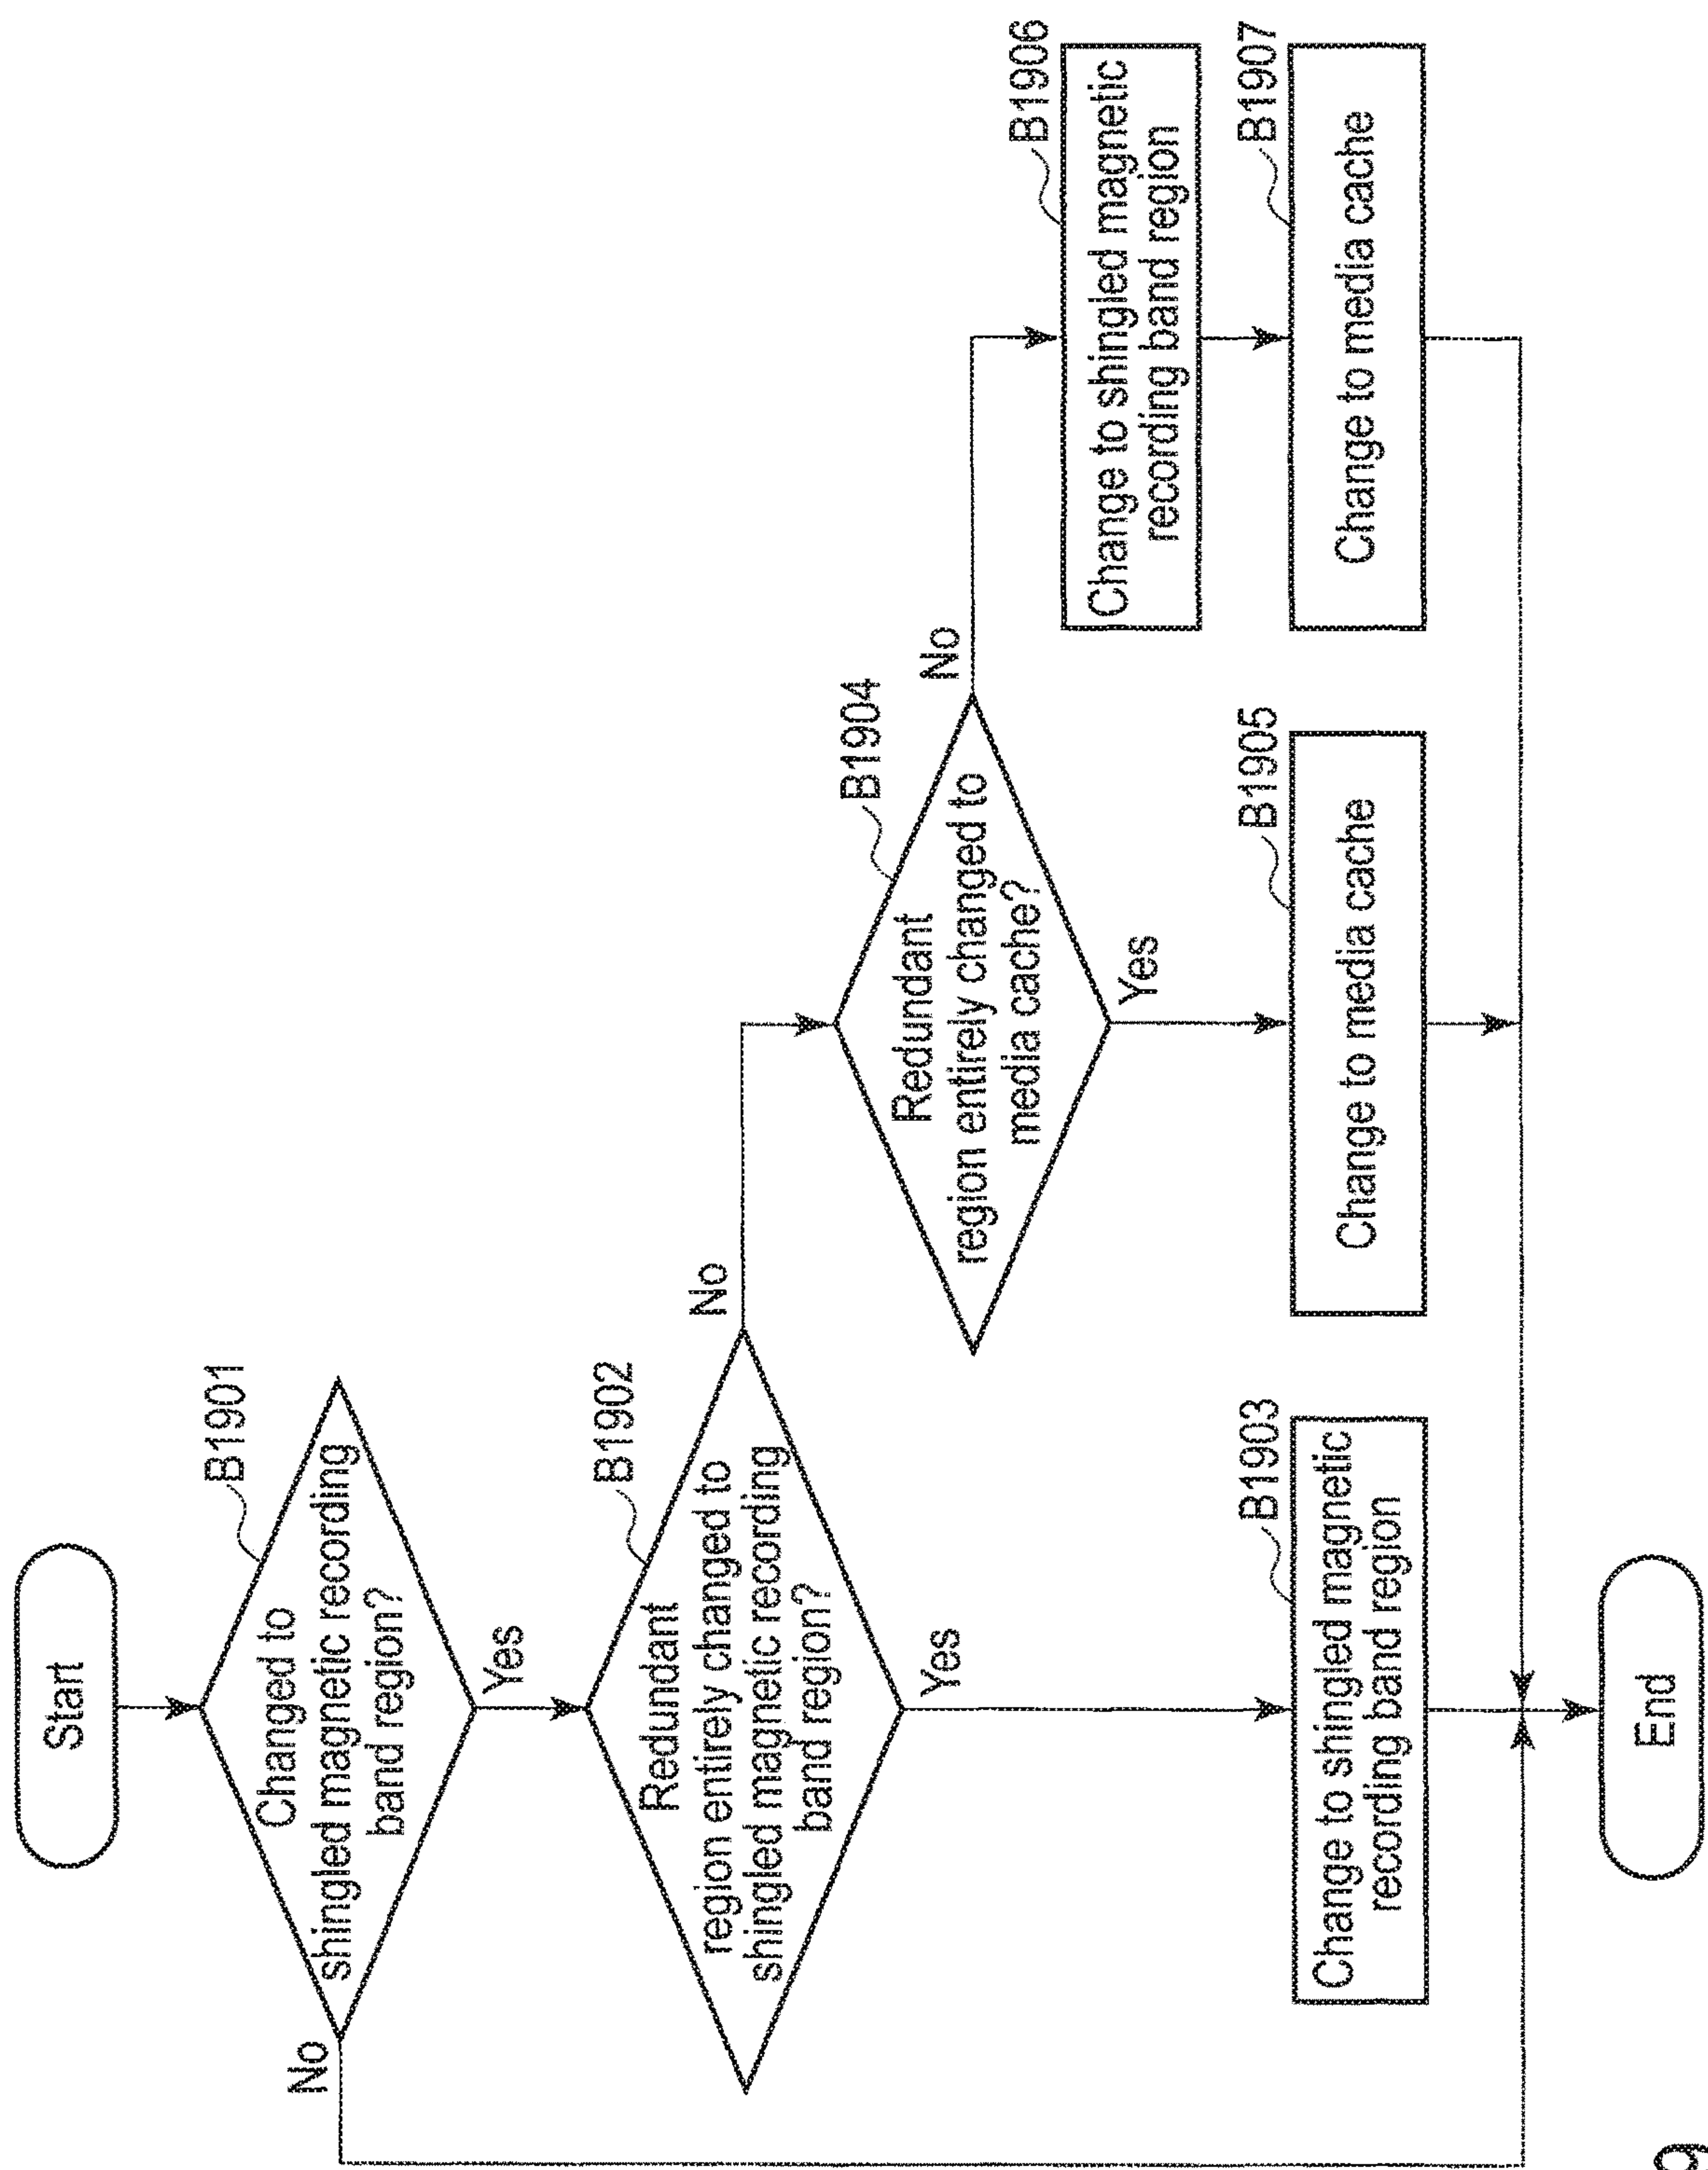 Start
B1901
Changed to
shingled magnetic recording
band region?
No
Yes
B1902
Redundant
region entirely changed to
shingled magnetic recording
band region?
No
Yes
B1904
Redundant
region entirely changed to
media cache?
No
Yes
B1906
Change to shingled magnetic
recording band region
B1903
Change to shingled magnetic
recording band region
B1905
Change to media cache
B1907
Change to media cache
End